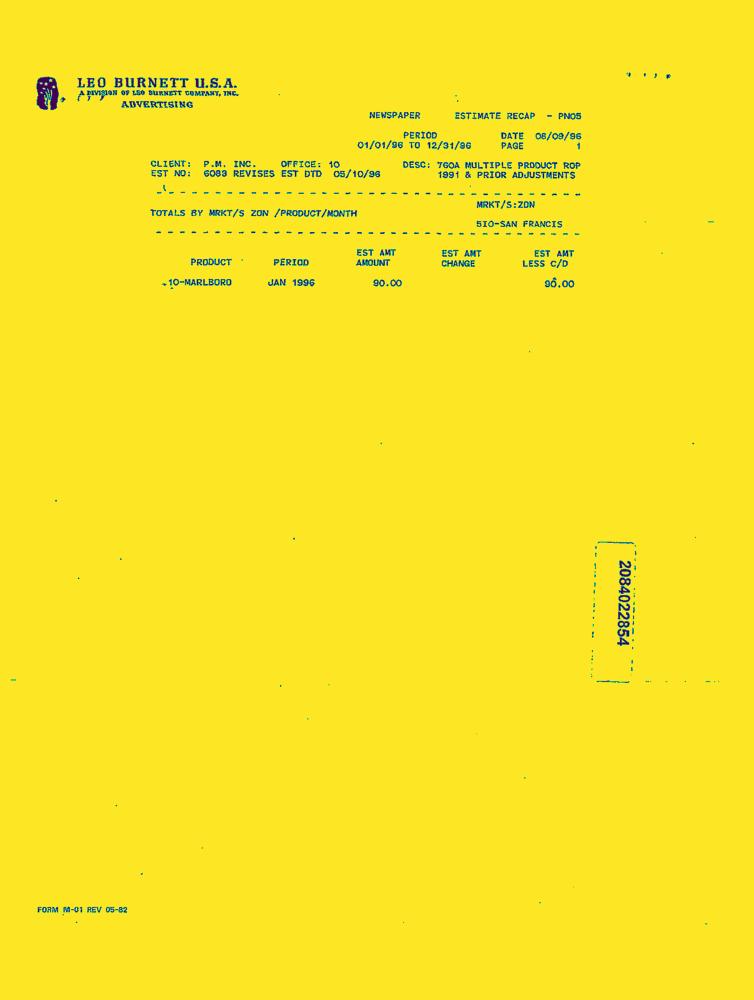 LEO BURNETT U.S.A.
A DIVISION OF LEO BURNETT COMPANY, INC.
ADVERTISING
NEWSPAPER ESTIMATE RECAP - PN05
PERIOD DATE 08/09/96
01/01/96 TO 12/31/96 PAGE 1
CLIENT: P.M. INC. OFFICE: 10 DESC: 760A MULTIPLE PRODUCT ROP
EST NO: 6083 REVISES EST DTD 05/10/96 1991 & PRIOR ADJUSTMENTS
MRKT/S:ZON
TOTALS BY MRKT/S ZON /PRODUCT/MONTH
510-SAN FRANCIS
EST AMT EST AMT EST AMT
PRODUCT PERIOD AMOUNT CHANGE LESS C/D
10-MARLBORO JAN 1996 90.00 90.00
2084022854
FORM M-01 REV 05-82